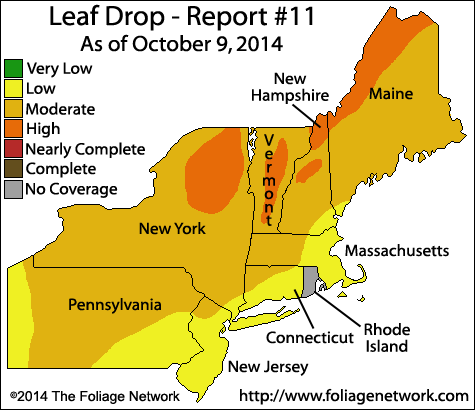 Leaf Drop - Report #11
As of October 9, 2014
Very Low
Low
Moderate
High
Nearly Complete
Complete
No Coverage
New
Hampshire
Maine
Vermont
New York
Massachusetts
Pennsylvania
Connecticut
Rhode
Island
New Jersey
©2014 The Foliage Network
http://www.foliagenetwork.com